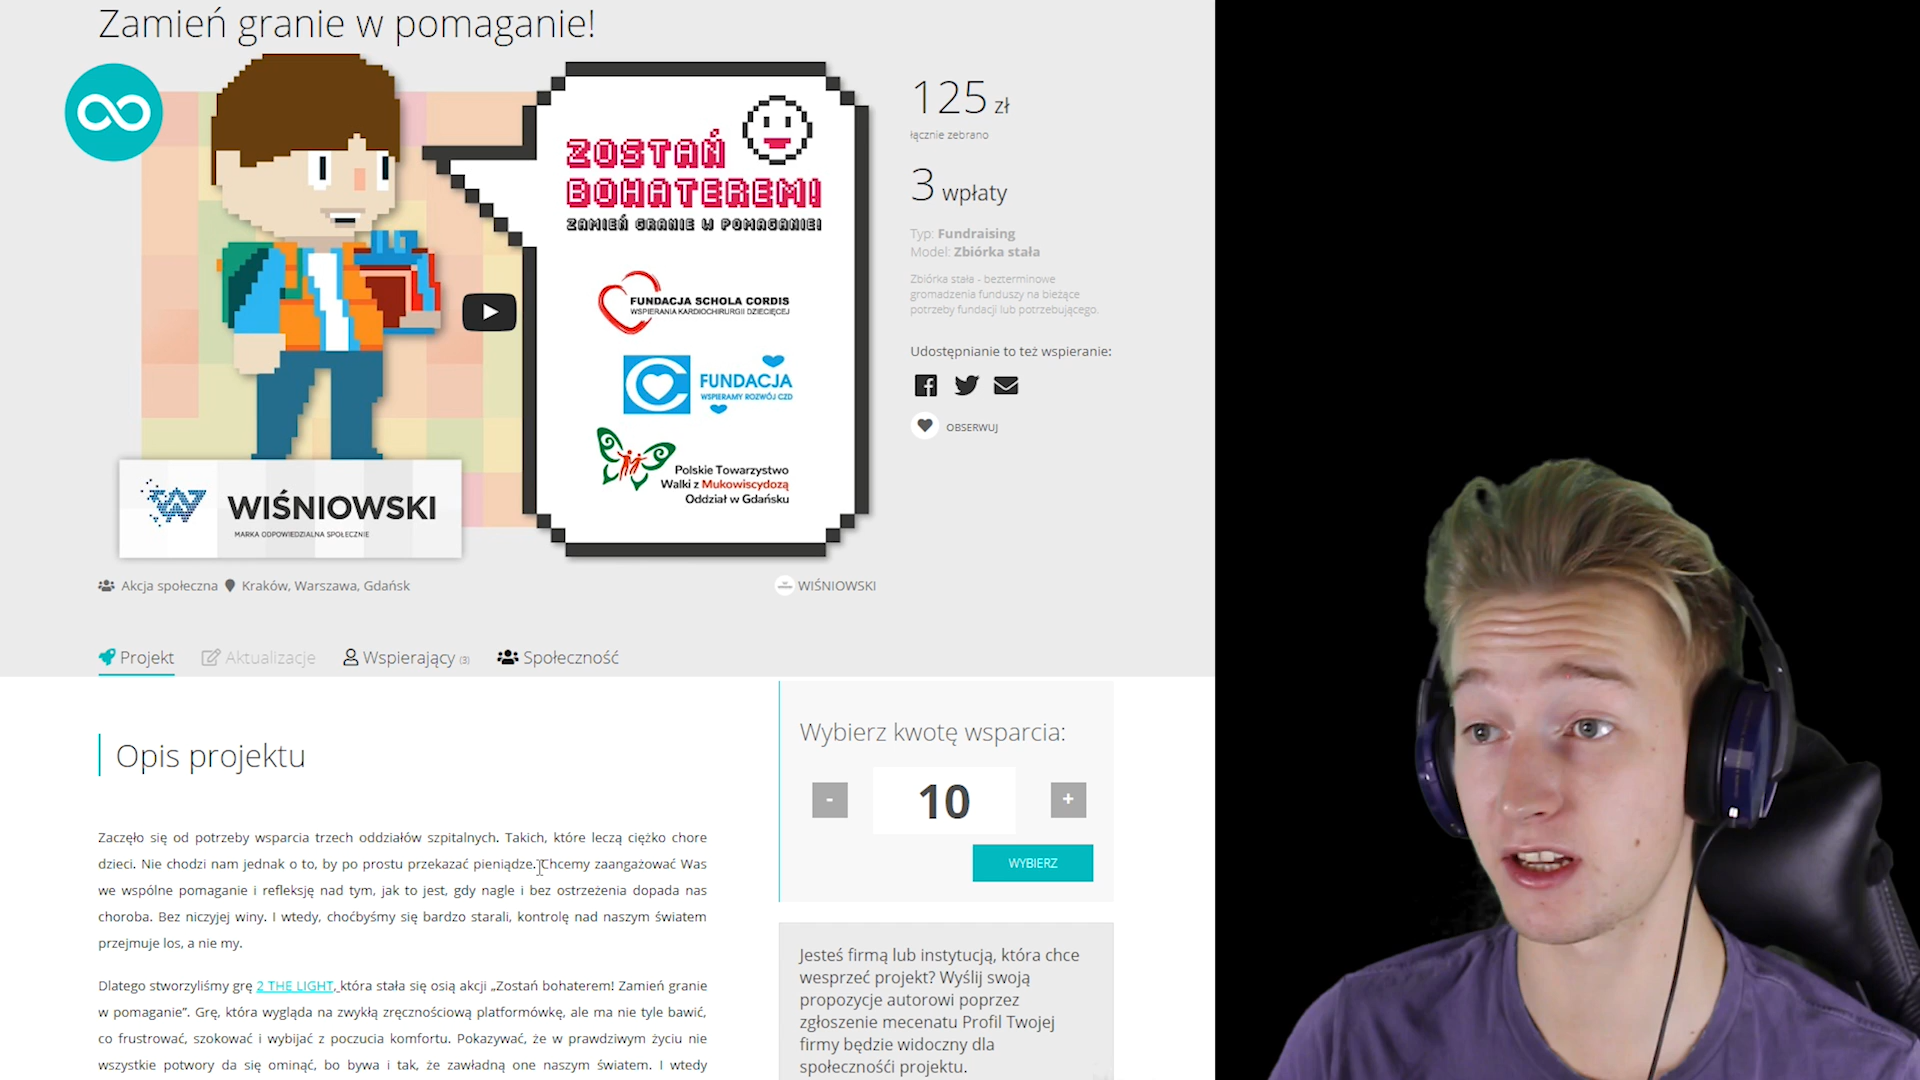 Zamień granie w pomaganie!
ZOSTAŃ
BOHATEREM!
ZAMIEŃ GRANIE W POMAGANIE!
FUNDACJA SCHOLA CORDIS
WSPIERANIA KARDIOCHIRURGII DZIECIĘCEJ
FUNDACJA
WSPIERAMY ROZWÓJ CZD
Polskie Towarzystwo
Walki z Mukowiscydozą
Oddział w Gdańsku
WIŚNIOWSKI
MARKA ODPOWIEDZIALNA SPOŁECZNIE
Akcja społeczna Kraków, Warszawa, Gdańsk
WIŚNIOWSKI
125 zł
łącznie zebrano
3 wpłaty
Typ: Fundraising
Model: Zbiórka stała
Zbiórka stała - bezterminowe
gromadzenia funduszy na bieżące
potrzeby fundacji lub potrzebującego.
Udostępnianie to też wspieranie:
OBSERWUJ
Projekt
Aktualizacje
Wspierający (3)
Społeczność
Opis projektu
Zaczęło się od potrzeby wsparcia trzech oddziałów szpitalnych. Takich, które leczą ciężko chore
dzieci. Nie chodzi nam jednak o to, by po prostu przekazać pieniądze. Chcemy zaangażować Was
we wspólne pomaganie i refleksję nad tym, jak to jest, gdy nagle i bez ostrzeżenia dopada nas
choroba. Bez niczyjej winy. I wtedy, choćbyśmy się bardzo starali, kontrolę nad naszym światem
przejmuje los, a nie my.
Dlatego stworzyliśmy grę 2 THE LIGHT, która stała się osią akcji „Zostań bohaterem! Zamień granie
w pomaganie”. Grę, która wygląda na zwykłą zręcznościową platformówkę, ale ma nie tyle bawić,
co frustrować, szokować i wybijać z poczucia komfortu. Pokazywać, że w prawdziwym życiu nie
wszystkie potwory da się ominąć, bo bywa i tak, że zawładną one naszym światem. I wtedy
Wybierz kwotę wsparcia:
- 10 +
WYBIERZ
Jesteś firmą lub instytucją, która chce
wesprzeć projekt? Wyślij swoją
propozycje autorowi poprzez
zgłoszenie mecenatu Profil Twojej
firmy będzie widoczny dla
społecznośći projektu.